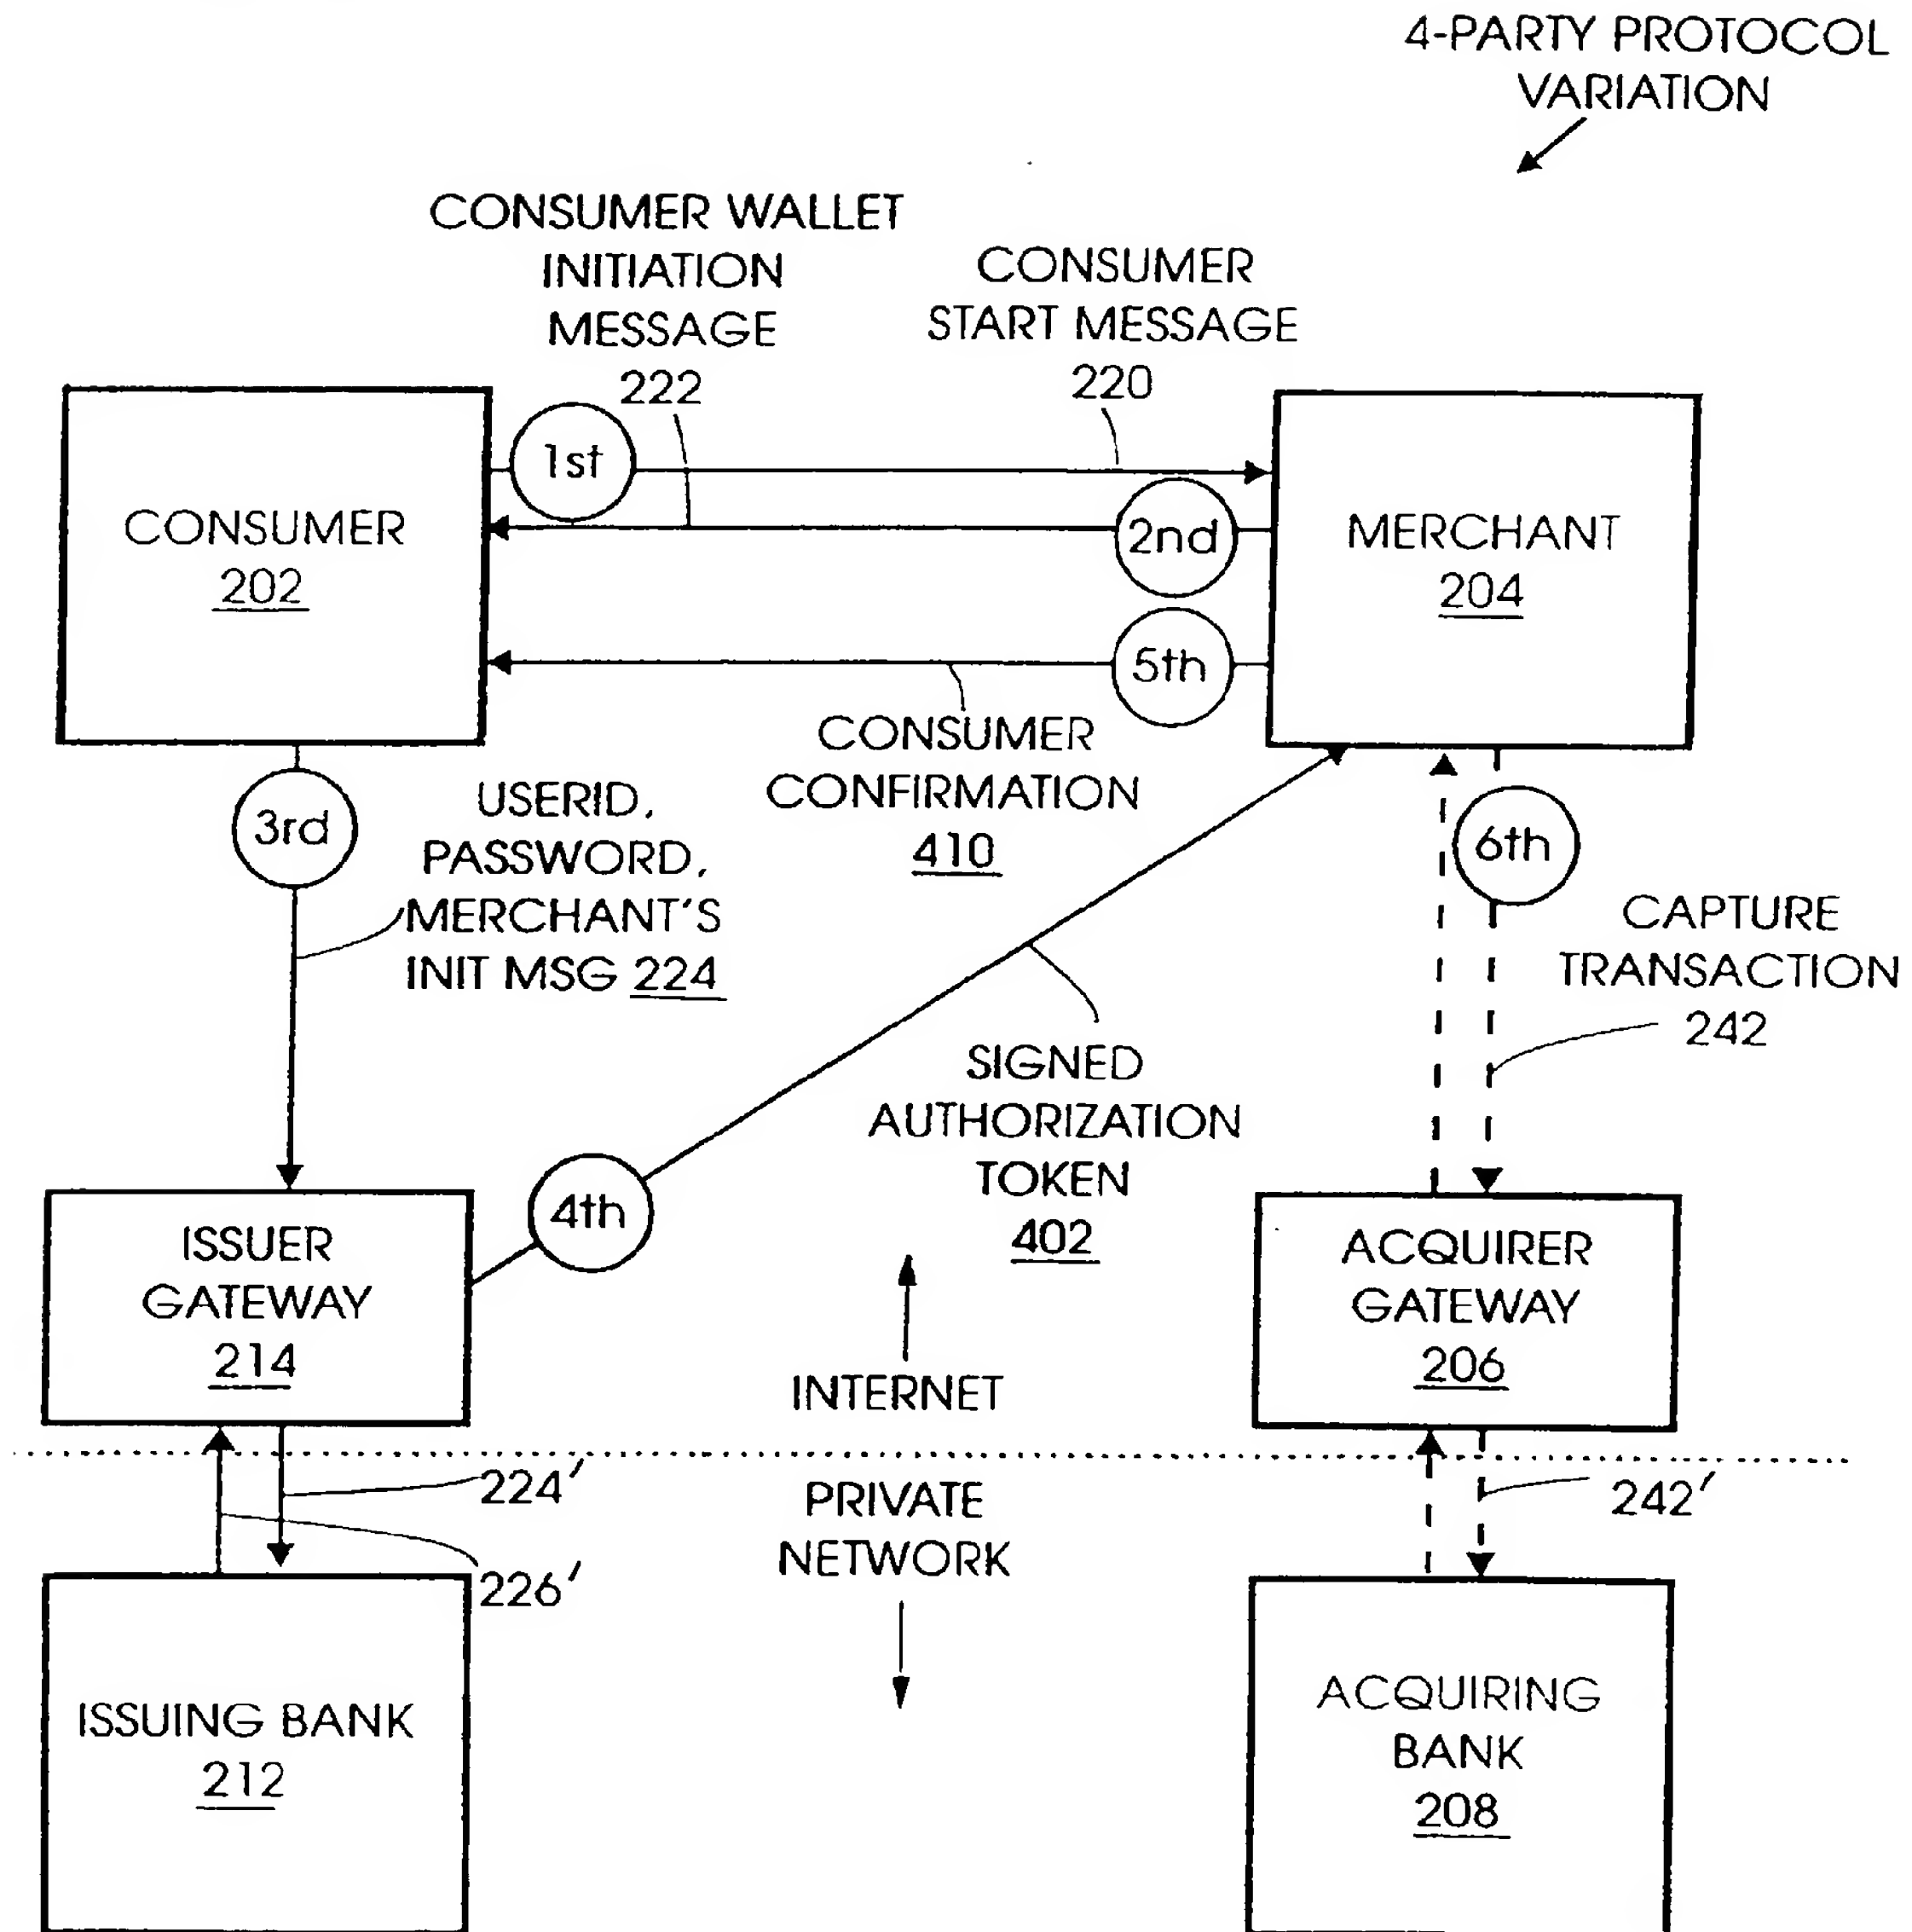 4-PARTY PROTOCOL
VARIATION
CONSUMER WALLET
INITIATION
MESSAGE
222
CONSUMER
START MESSAGE
220
1st
CONSUMER
202
2nd
MERCHANT
204
5th
CONSUMER
CONFIRMATION
410
3rd
USERID,
PASSWORD,
MERCHANT'S
INIT MSG 224
6th
CAPTURE
TRANSACTION
242
SIGNED
AUTHORIZATION
TOKEN
402
4th
ISSUER
GATEWAY
214
ACQUIRER
GATEWAY
206
INTERNET
224'
PRIVATE
NETWORK
242'
226'
ISSUING BANK
212
ACQUIRING
BANK
208